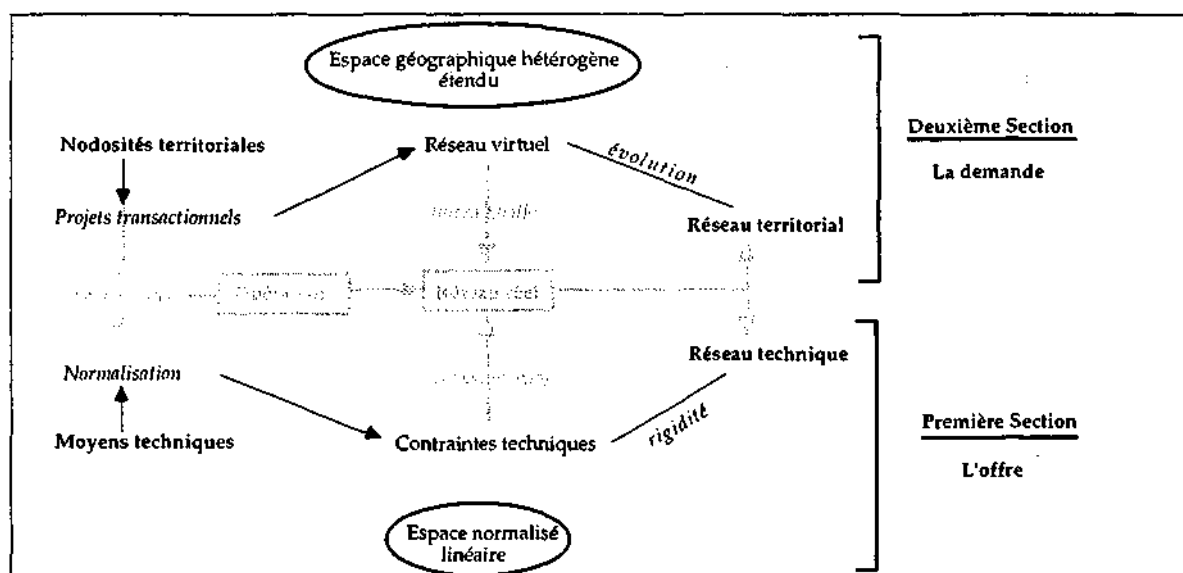 Espace géographique hétérogène
étendu
Nodosités territoriales
Réseau virtuel
évolution
Deuxième Section
La demande
Projets transactionnels
Réseau territorial
Réseau réel
Réseau technique
Normalisation
rigidité
Moyens techniques
Contraintes techniques
Première Section
L'offre
Espace normalisé
linéaire